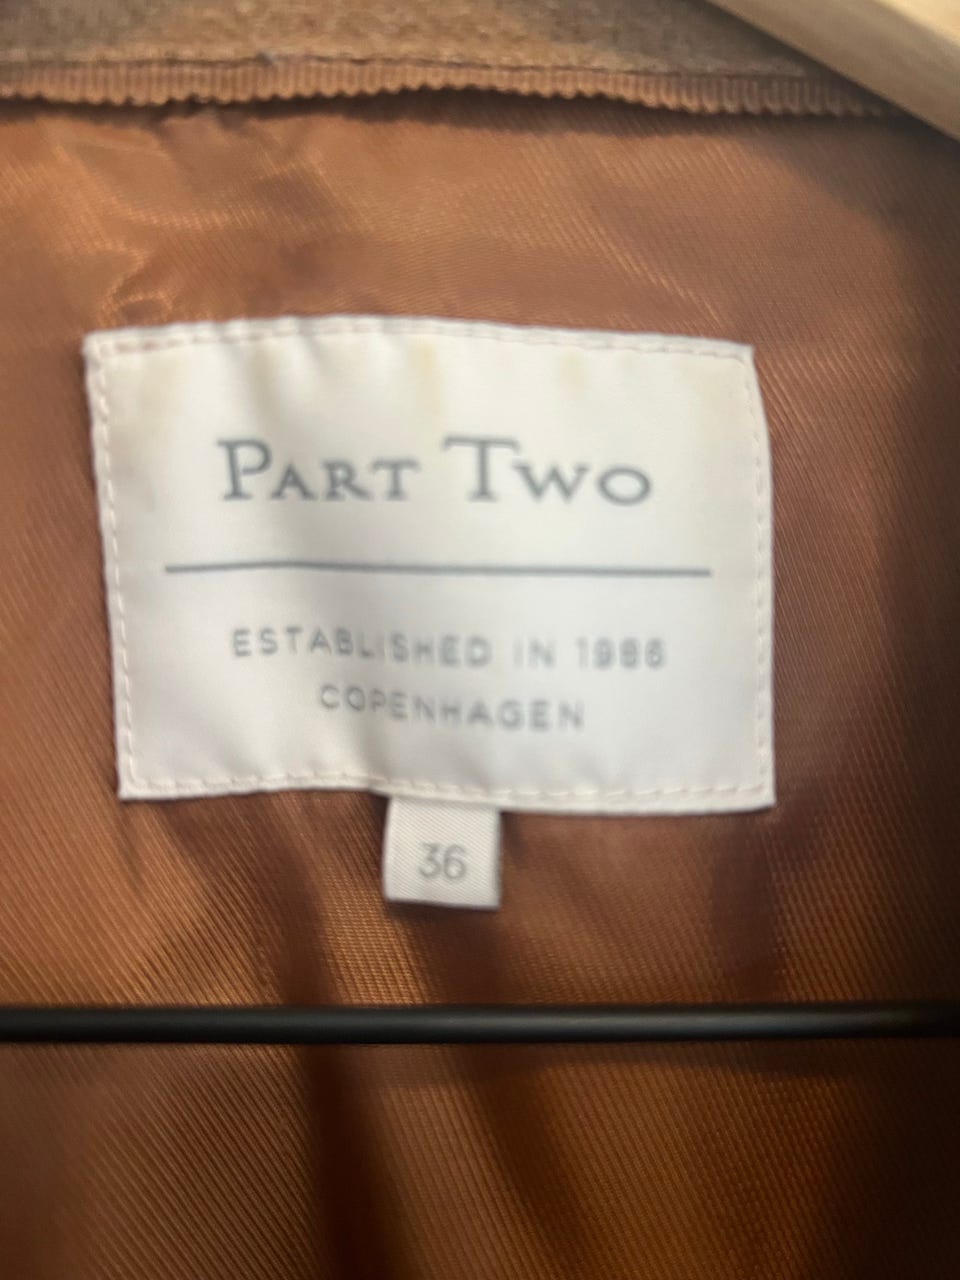 PART TWO
ESTABLISHED IN 1986
COPENHAGEN
36